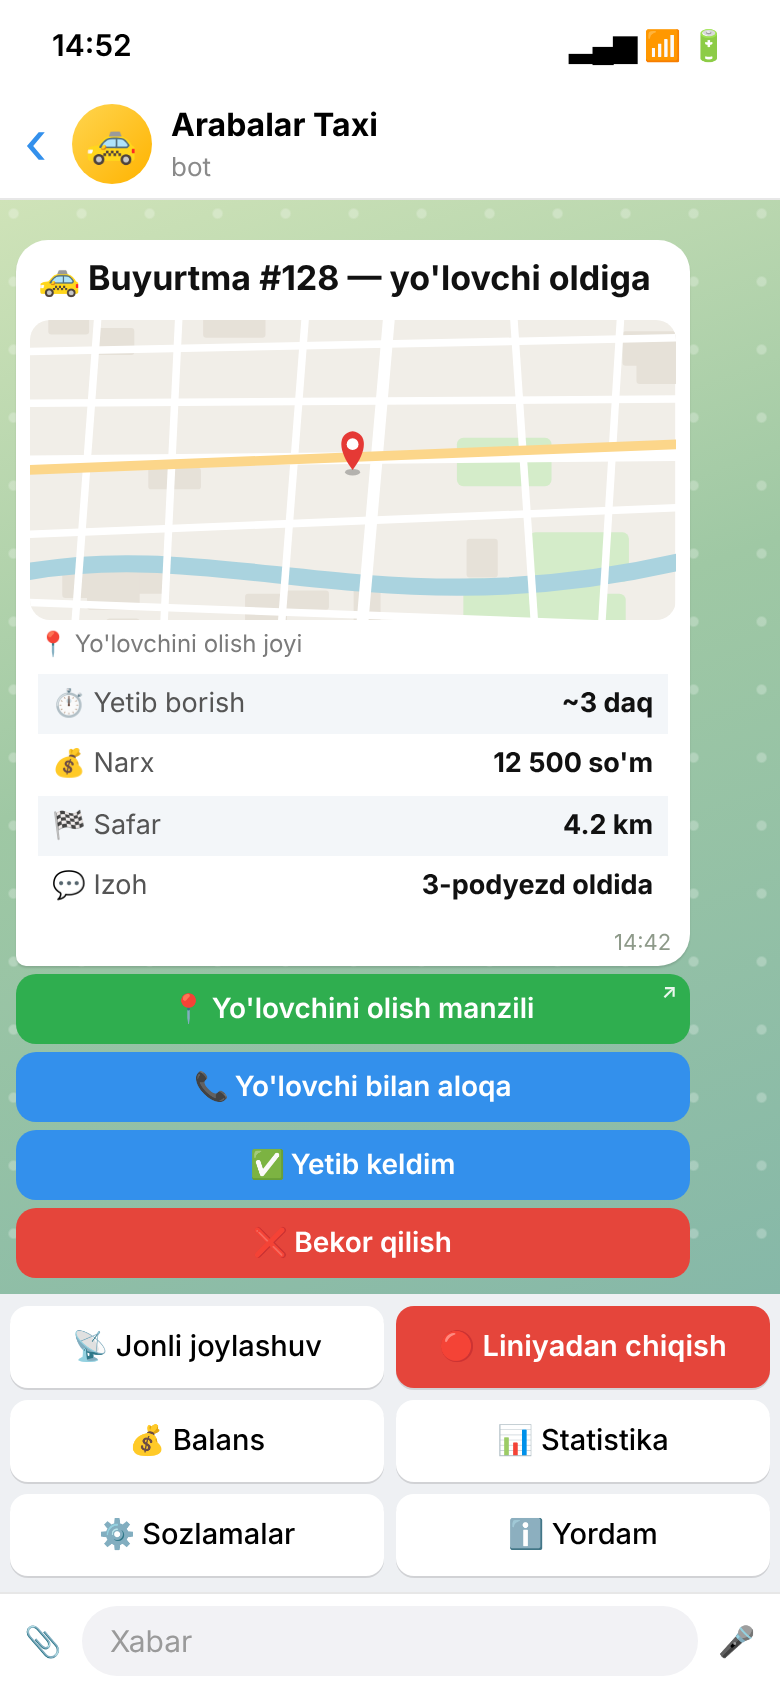 14:52
Arabalar Taxi
bot
🚕 Buyurtma #128 — yo'lovchi oldiga
📍 Yo'lovchini olish joyi
⏱️ Yetib borish ~3 daq
💰 Narx 12 500 so'm
🏁 Safar 4.2 km
💬 Izoh 3-podyezd oldida
14:42
📍 Yo'lovchini olish manzili
📞 Yo'lovchi bilan aloqa
✅ Yetib keldim
❌ Bekor qilish
📡 Jonli joylashuv
🔴 Liniyadan chiqish
💰 Balans
📊 Statistika
⚙️ Sozlamalar
ℹ️ Yordam
Xabar